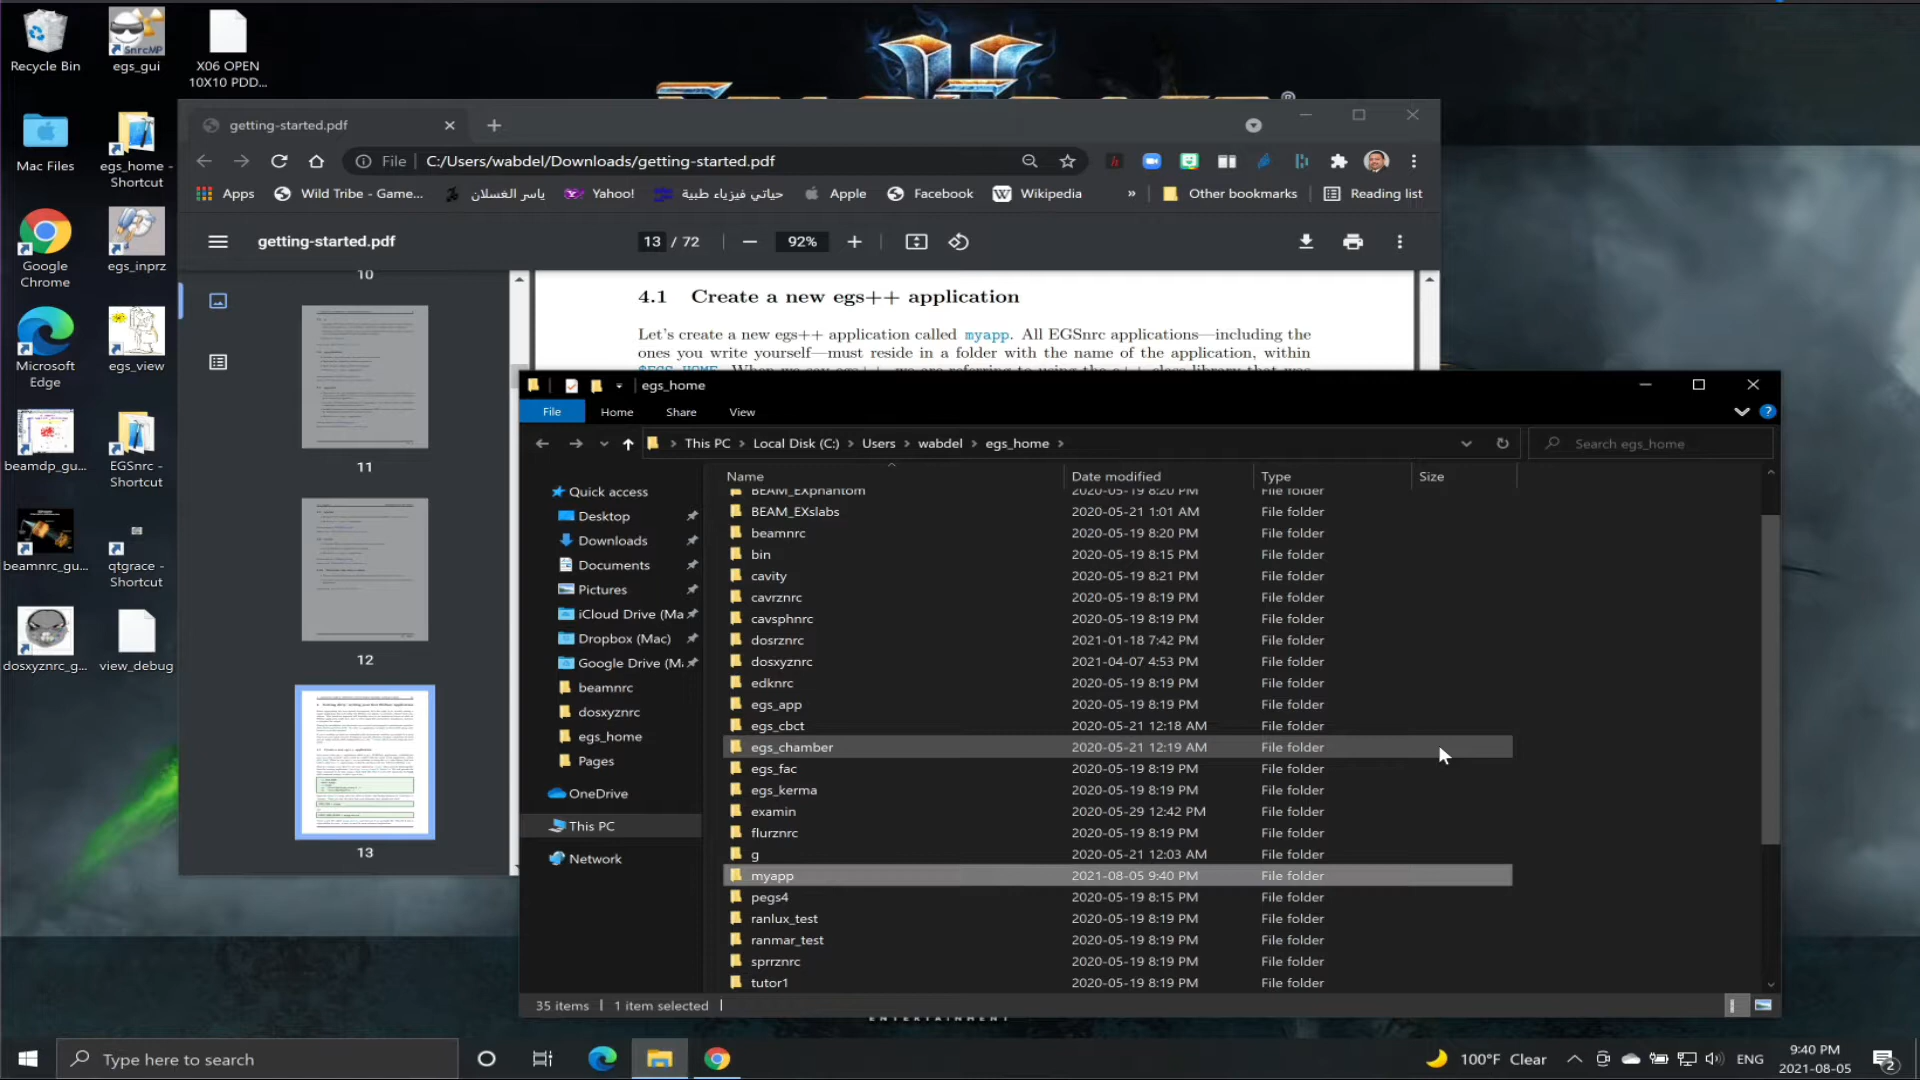 Recycle Bin
egs_gui
SnrcMP
X06 OPEN
10X10 PDD...
Mac Files
egs_home -
Shortcut
Google
Chrome
egs_inprz
Microsoft
Edge
egs_view
beamdp_gu...
EGSnrc -
Shortcut
beamnrc_gu...
qtgrace -
Shortcut
dosxyznrc_g...
view_debug
getting-started.pdf
File
C:/Users/wabdel/Downloads/getting-started.pdf
Apps
Wild Tribe - Game...
ياسر الغسلان
Yahoo!
حياتي فيزياء طبية
Apple
Facebook
Wikipedia
»
Other bookmarks
Reading list
getting-started.pdf
13 / 72
92%
10
11
12
13
4.1 Create a new egs++ application
Let's create a new egs++ application called myapp. All EGSnrc applications—including the
ones you write yourself—must reside in a folder with the name of the application, within
egs_home
File Home Share View
This PC > Local Disk (C:) > Users > wabdel > egs_home >
Search egs_home
Quick access
Desktop
Downloads
Documents
Pictures
iCloud Drive (Ma
Dropbox (Mac)
Google Drive (M
beamnrc
dosxyznrc
egs_home
Pages
OneDrive
This PC
Network
Name Date modified Type Size
BEAM_EXphantom 2020-05-19 8:20 PM File folder
BEAM_EXslabs 2020-05-21 1:01 AM File folder
beamnrc 2020-05-19 8:20 PM File folder
bin 2020-05-19 8:15 PM File folder
cavity 2020-05-19 8:21 PM File folder
cavrznrc 2020-05-19 8:19 PM File folder
cavsphnrc 2020-05-19 8:19 PM File folder
dosrznrc 2021-01-18 7:42 PM File folder
dosxyznrc 2021-04-07 4:53 PM File folder
edknrc 2020-05-19 8:19 PM File folder
egs_app 2020-05-19 8:19 PM File folder
egs_cbct 2020-05-21 12:18 AM File folder
egs_chamber 2020-05-21 12:19 AM File folder
egs_fac 2020-05-19 8:19 PM File folder
egs_kerma 2020-05-19 8:19 PM File folder
examin 2020-05-29 12:42 PM File folder
flurznrc 2020-05-19 8:19 PM File folder
g 2020-05-21 12:03 AM File folder
myapp 2021-08-05 9:40 PM File folder
pegs4 2020-05-19 8:15 PM File folder
ranlux_test 2020-05-19 8:19 PM File folder
ranmar_test 2020-05-19 8:19 PM File folder
sprrznrc 2020-05-19 8:19 PM File folder
tutor1 2020-05-19 8:19 PM File folder
35 items 1 item selected
ENTERTAINMENT
Type here to search
100°F Clear
ENG
9:40 PM
2021-08-05
2